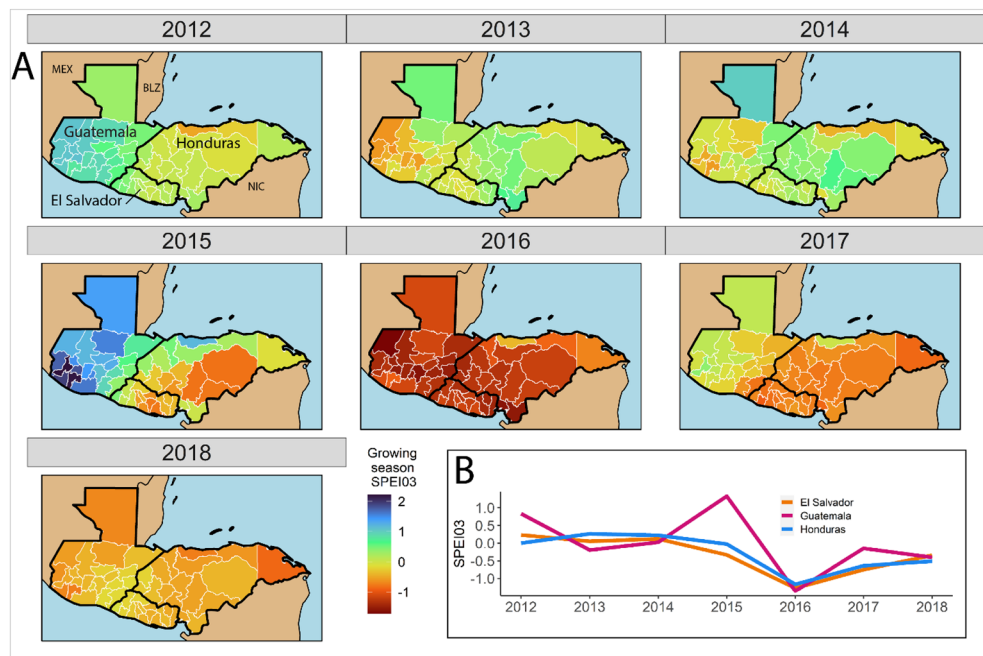 2012
2013
2014
A
MEX
BLZ
Guatemala
Honduras
NIC
El Salvador
2015
2016
2017
2018
Growing
season
SPEI03
2
1
0
-1
B
SPEI03
1.0
0.5
0.0
-0.5
-1.0
El Salvador
Guatemala
Honduras
2012 2013 2014 2015 2016 2017 2018